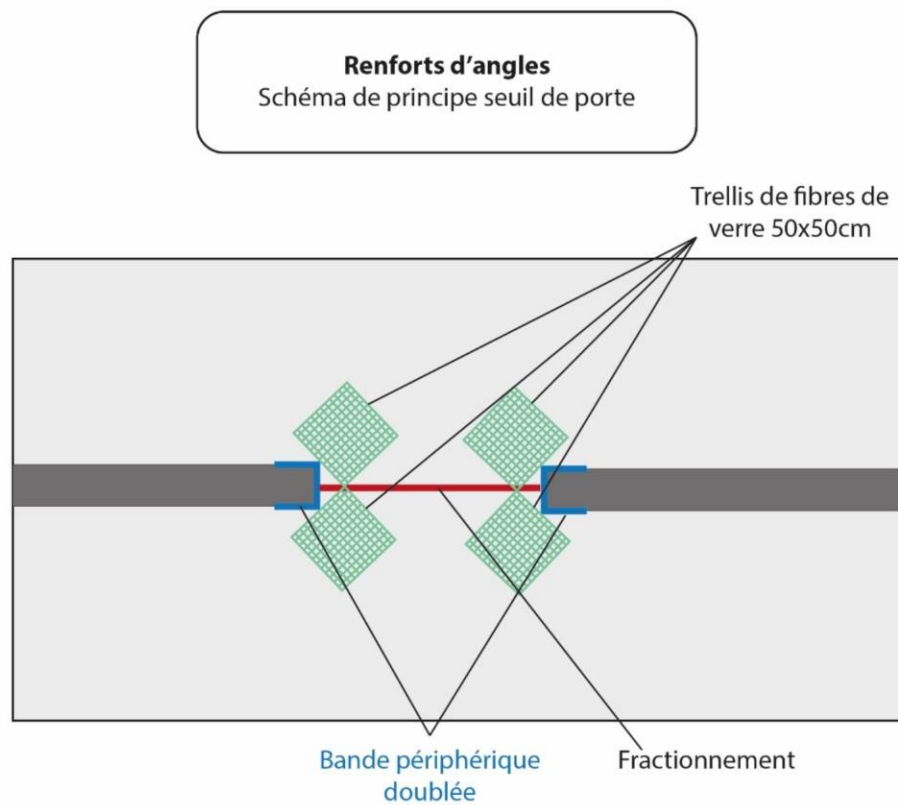 Renforts d’angles
Schéma de principe seuil de porte
Trellis de fibres de
verre 50x50cm
Bande périphérique
doublée
Fractionnement